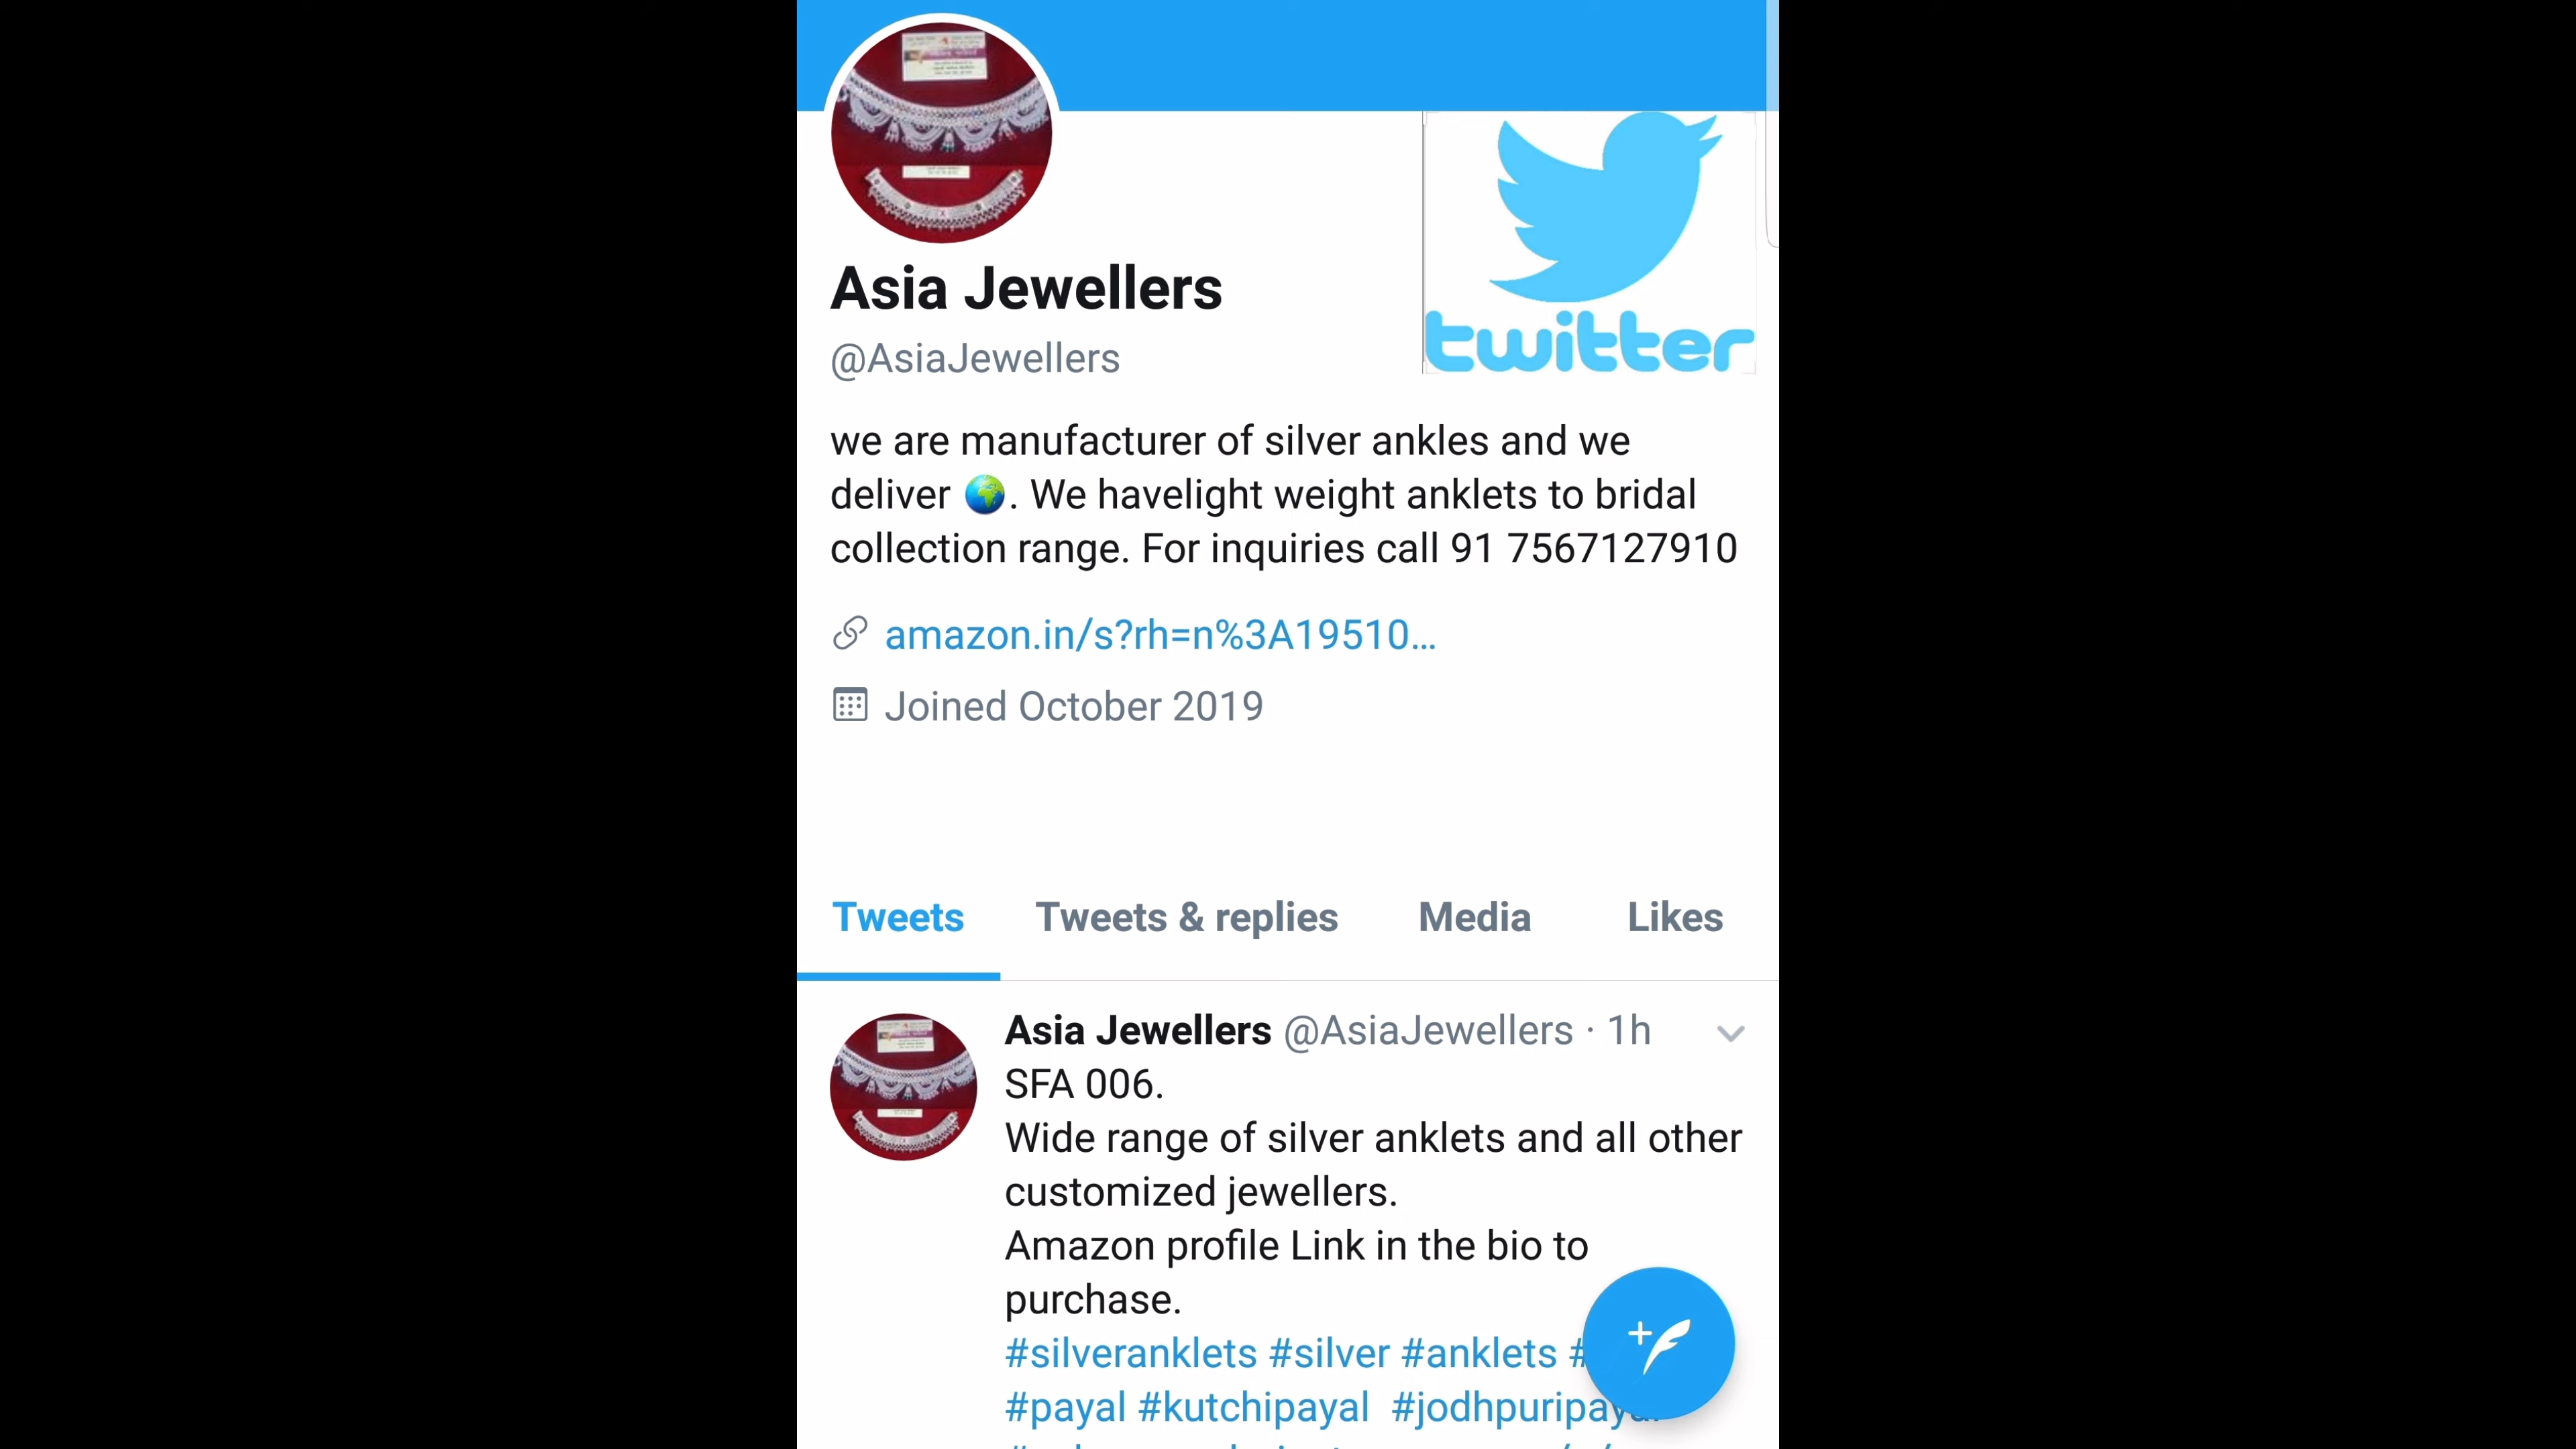 Asia Jewellers
twitter
@AsiaJewellers
we are manufacturer of silver ankles and we
deliver 🌍. We havelight weight anklets to bridal
collection range. For inquiries call 91 7567127910
amazon.in/s?rh=n%3A19510...
Joined October 2019
Tweets Tweets & replies Media Likes
Asia Jewellers @AsiaJewellers · 1h
SFA 006.
Wide range of silver anklets and all other
customized jewellers.
Amazon profile Link in the bio to
purchase.
#silveranklets #silver #anklets #
#payal #kutchipayal #jodhpuripayal